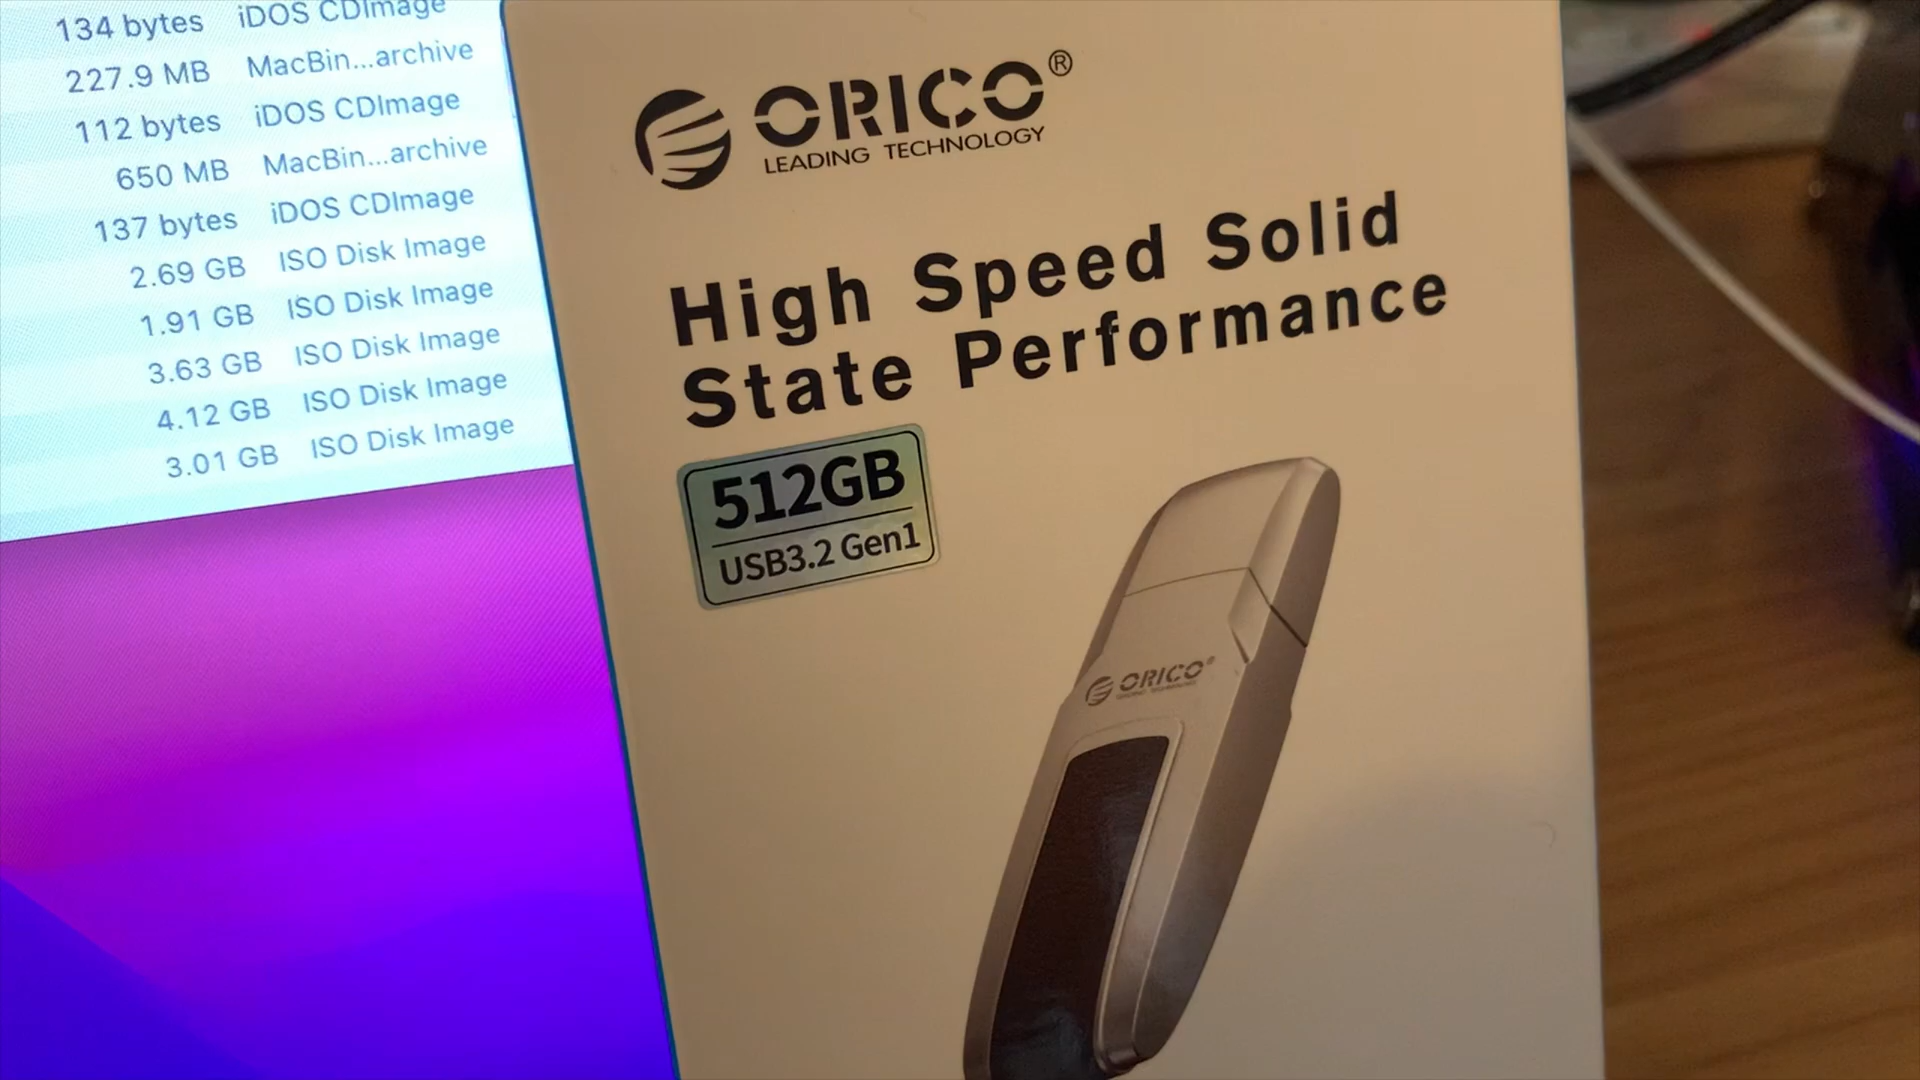 134 bytes iDOS CDImage
227.9 MB MacBin...archive
112 bytes iDOS CDImage
650 MB MacBin...archive
137 bytes iDOS CDImage
2.69 GB ISO Disk Image
1.91 GB ISO Disk Image
3.63 GB ISO Disk Image
4.12 GB ISO Disk Image
3.01 GB ISO Disk Image
ORICO®
LEADING TECHNOLOGY
High Speed Solid
State Performance
512GB
USB3.2 Gen1
ORICO®
LEADING TECHNOLOGY